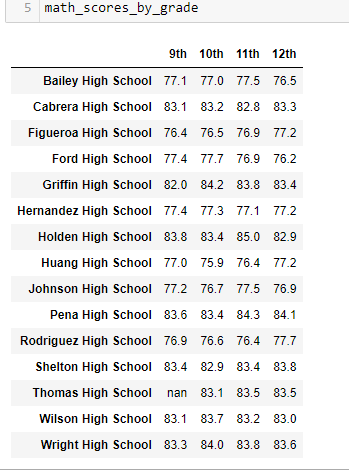 5 math_scores_by_grade
9th 10th 11th 12th
Bailey High School 77.1 77.0 77.5 76.5
Cabrera High School 83.1 83.2 82.8 83.3
Figueroa High School 76.4 76.5 76.9 77.2
Ford High School 77.4 77.7 76.9 76.2
Griffin High School 82.0 84.2 83.8 83.4
Hernandez High School 77.4 77.3 77.1 77.2
Holden High School 83.8 83.4 85.0 82.9
Huang High School 77.0 75.9 76.4 77.2
Johnson High School 77.2 76.7 77.5 76.9
Pena High School 83.6 83.4 84.3 84.1
Rodriguez High School 76.9 76.6 76.4 77.7
Shelton High School 83.4 82.9 83.4 83.8
Thomas High School nan 83.1 83.5 83.5
Wilson High School 83.1 83.7 83.2 83.0
Wright High School 83.3 84.0 83.8 83.6